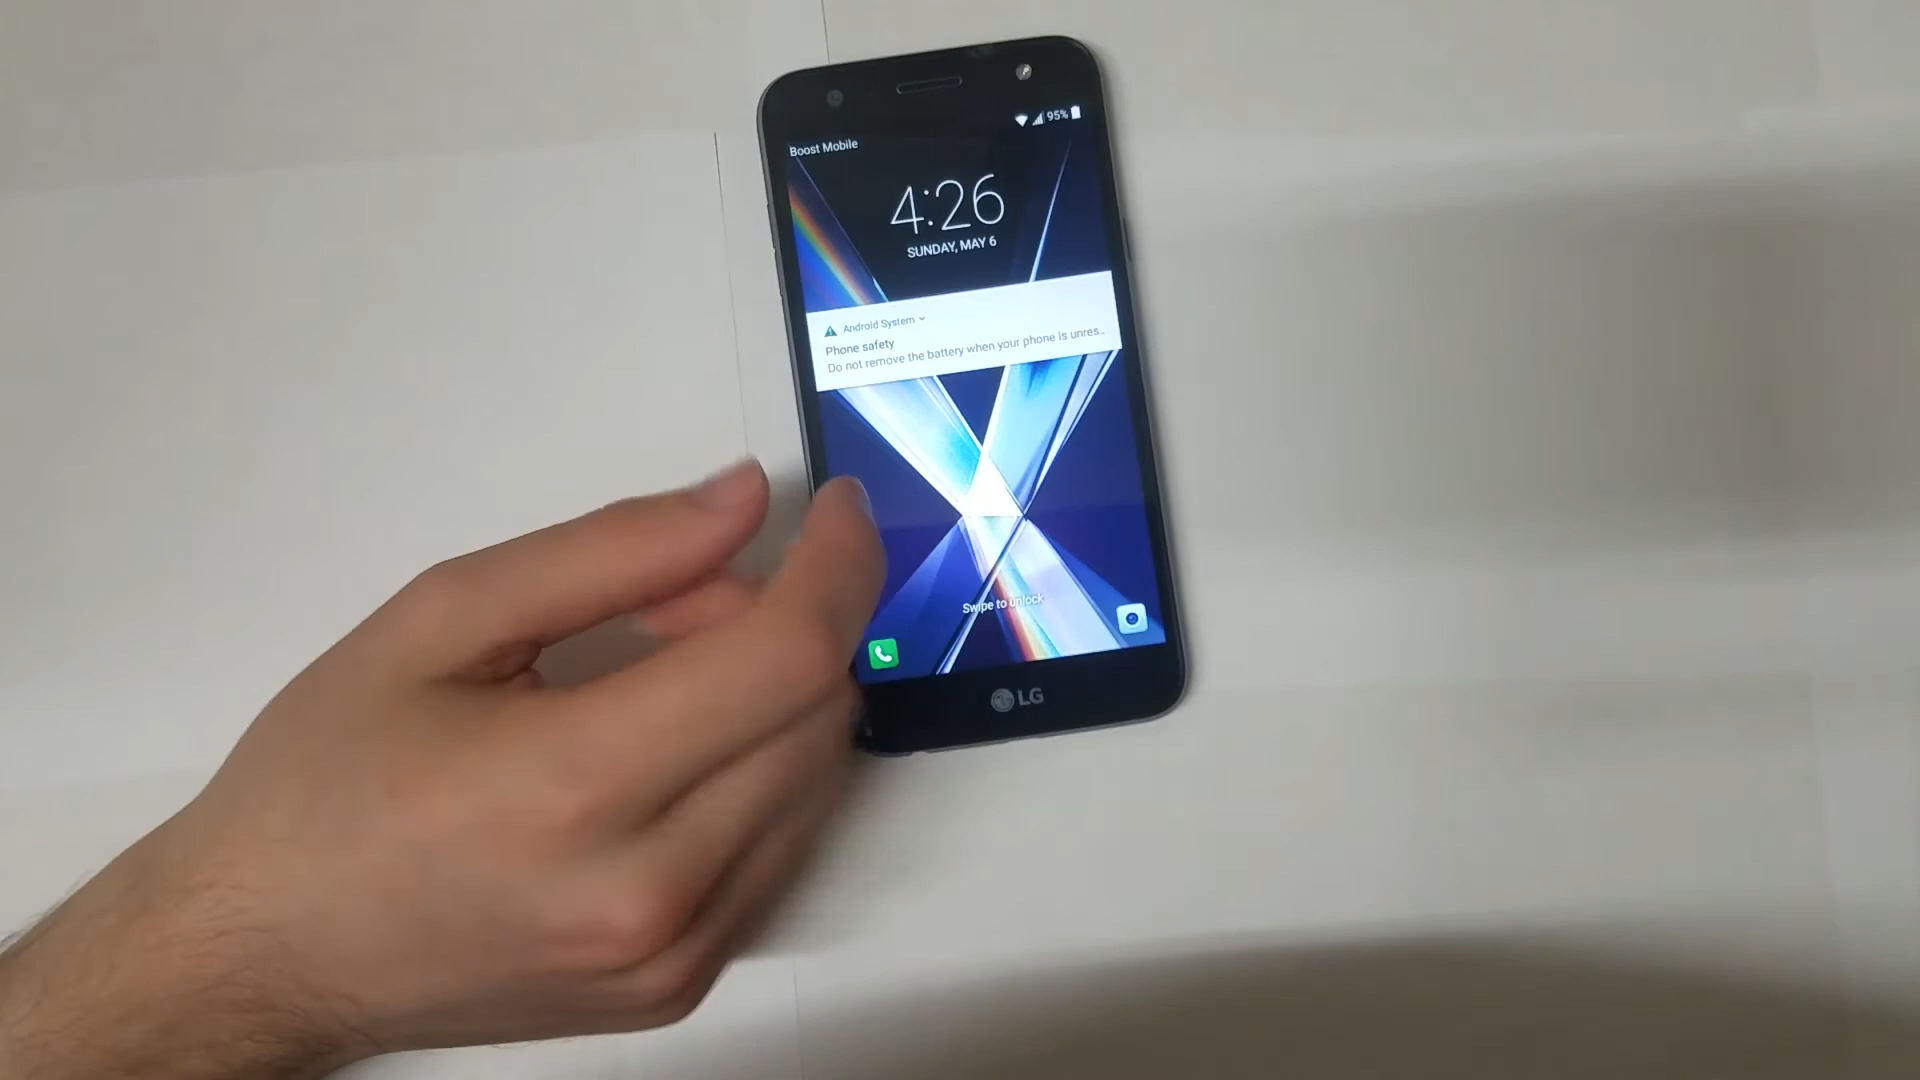 95%
Boost Mobile
4:26
SUNDAY, MAY 6
Android System
Phone safety
Do not remove the battery when your phone is unres..
Swipe to unlock
LG